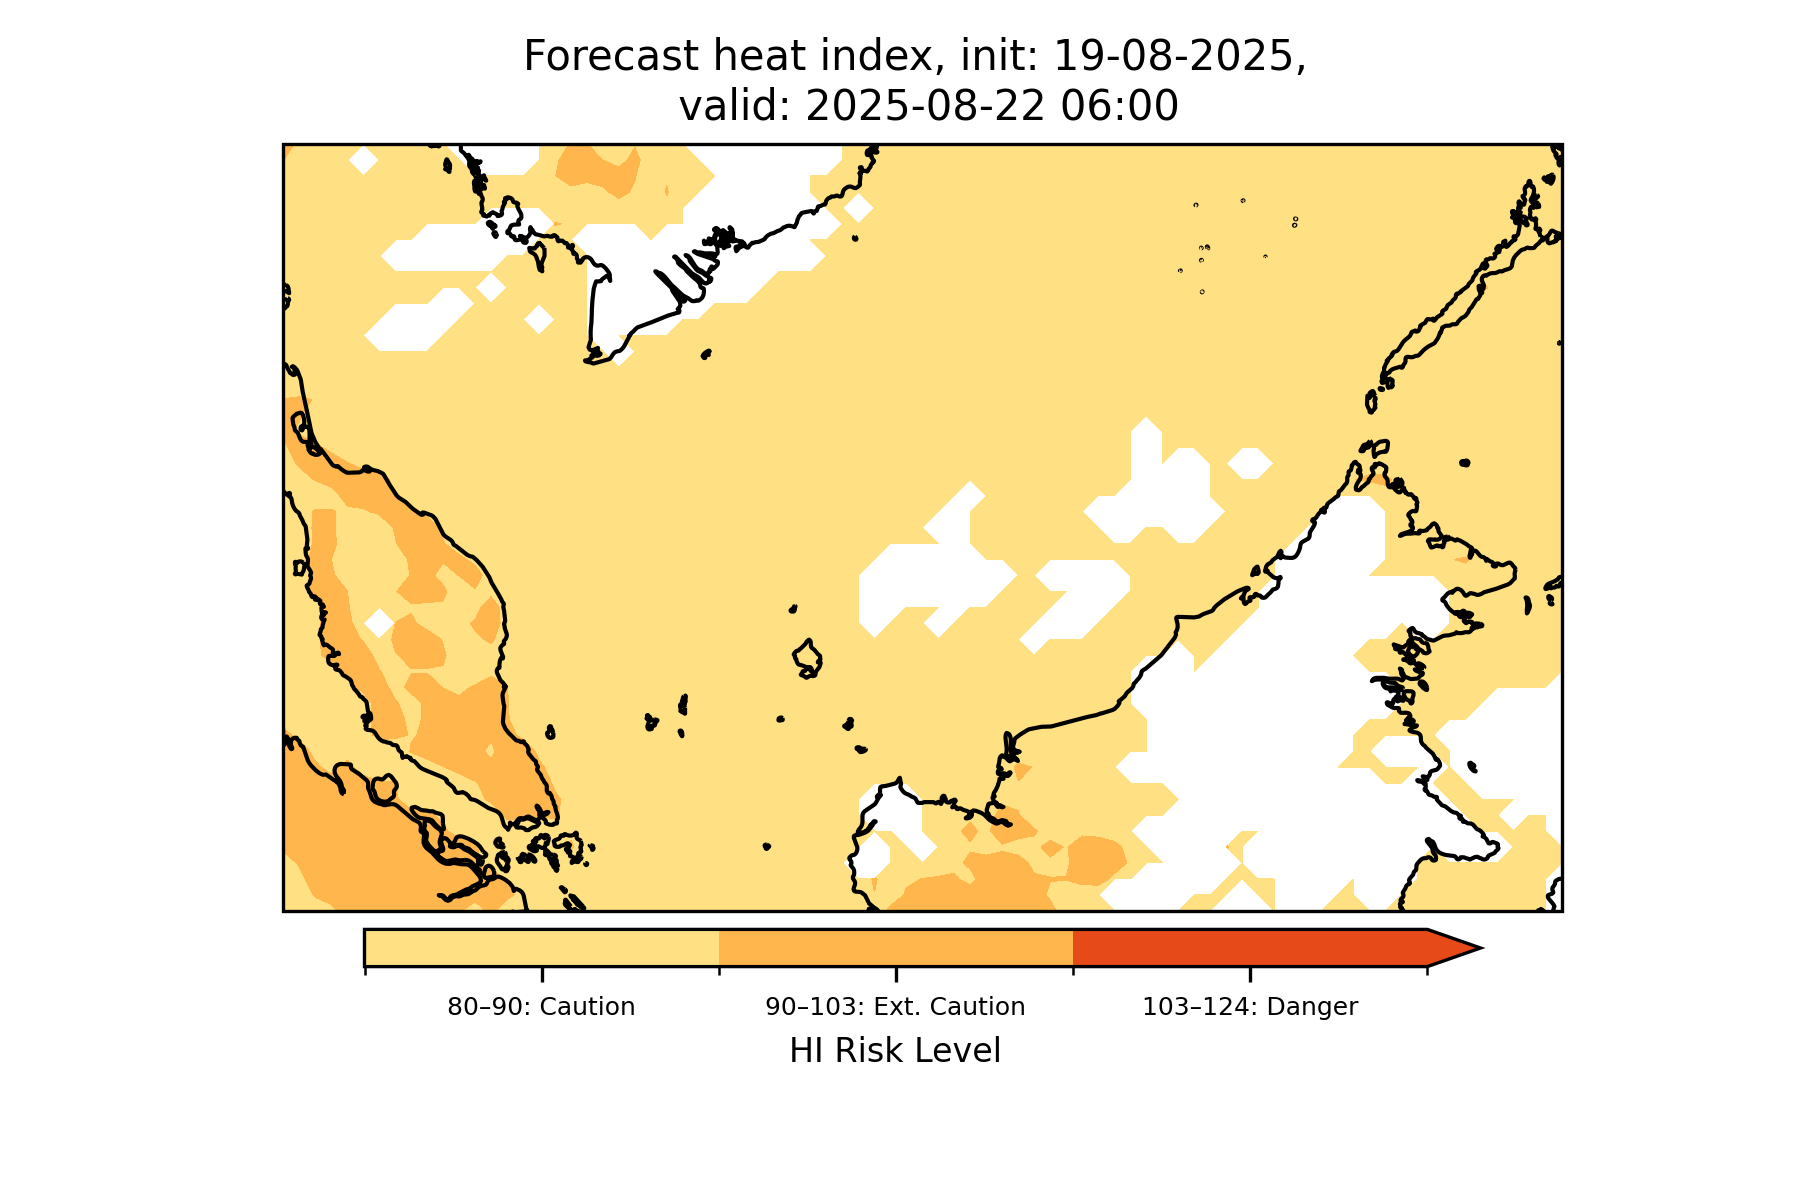 Forecast heat index, init: 19-08-2025,
valid: 2025-08-22 06:00
80–90: Caution
90–103: Ext. Caution
103–124: Danger
HI Risk Level